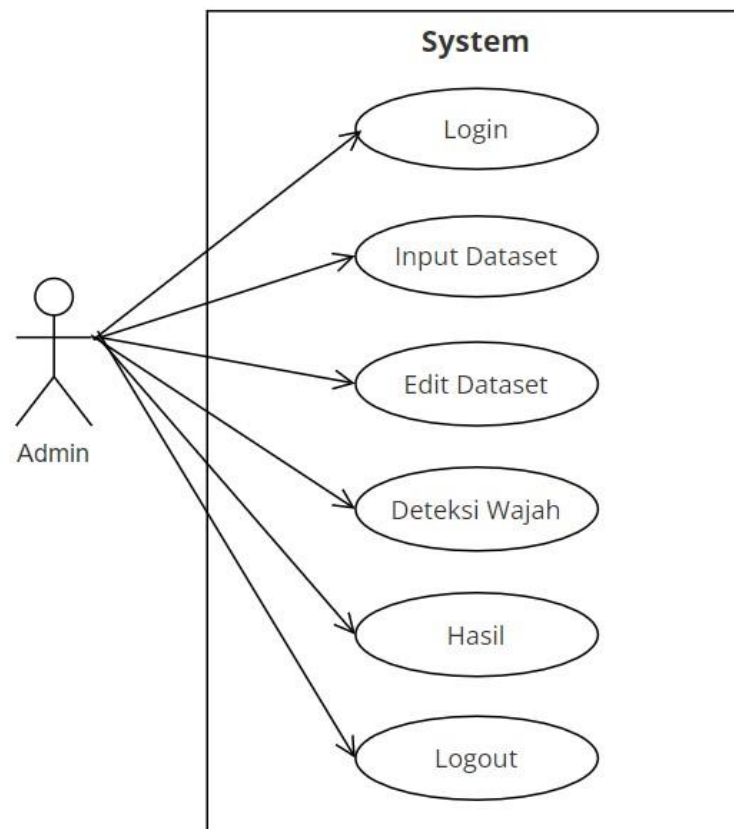 System
Login
Input Dataset
Edit Dataset
Admin
Deteksi Wajah
Hasil
Logout